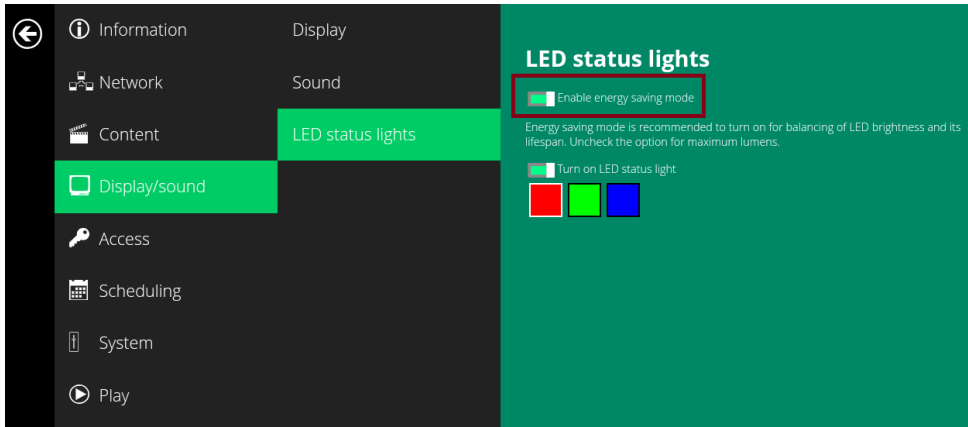 Information
Network
Content
Display/sound
Access
Scheduling
System
Play
Display
Sound
LED status lights
LED status lights
Enable energy saving mode
Energy saving mode is recommended to turn on for balancing of LED brightness and its
lifespan. Uncheck the option for maximum lumens.
Turn on LED status light